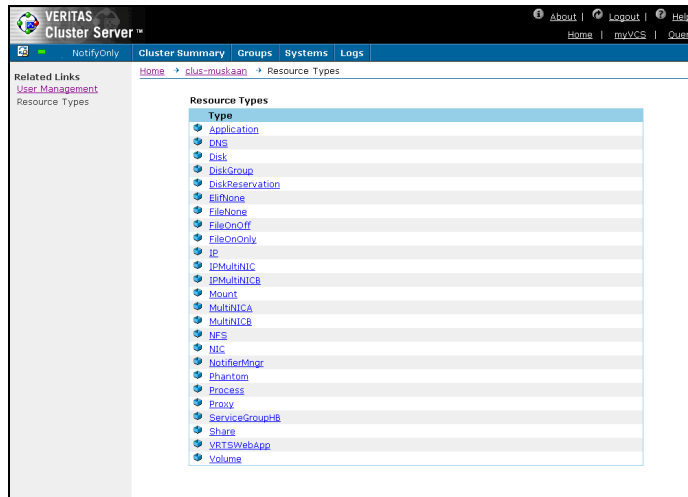 VERITAS
Cluster Server ™
About | Logout | Help
Home | myVCS |
NotifyOnly Cluster Summary Groups Systems Logs
Related Links
User Management
Resource Types
Home → clus-muskaan → Resource Types
Resource Types
Type
Application
DNS
Disk
DiskGroup
DiskReservation
ElifNone
FileNone
FileOnOff
FileOnOnly
IP
IPMultiNIC
IPMultiNICB
Mount
MultiNICA
MultiNICB
NFS
NIC
NotifierMngr
Phantom
Process
Proxy
ServiceGroupHB
Share
VRTSWebApp
Volume